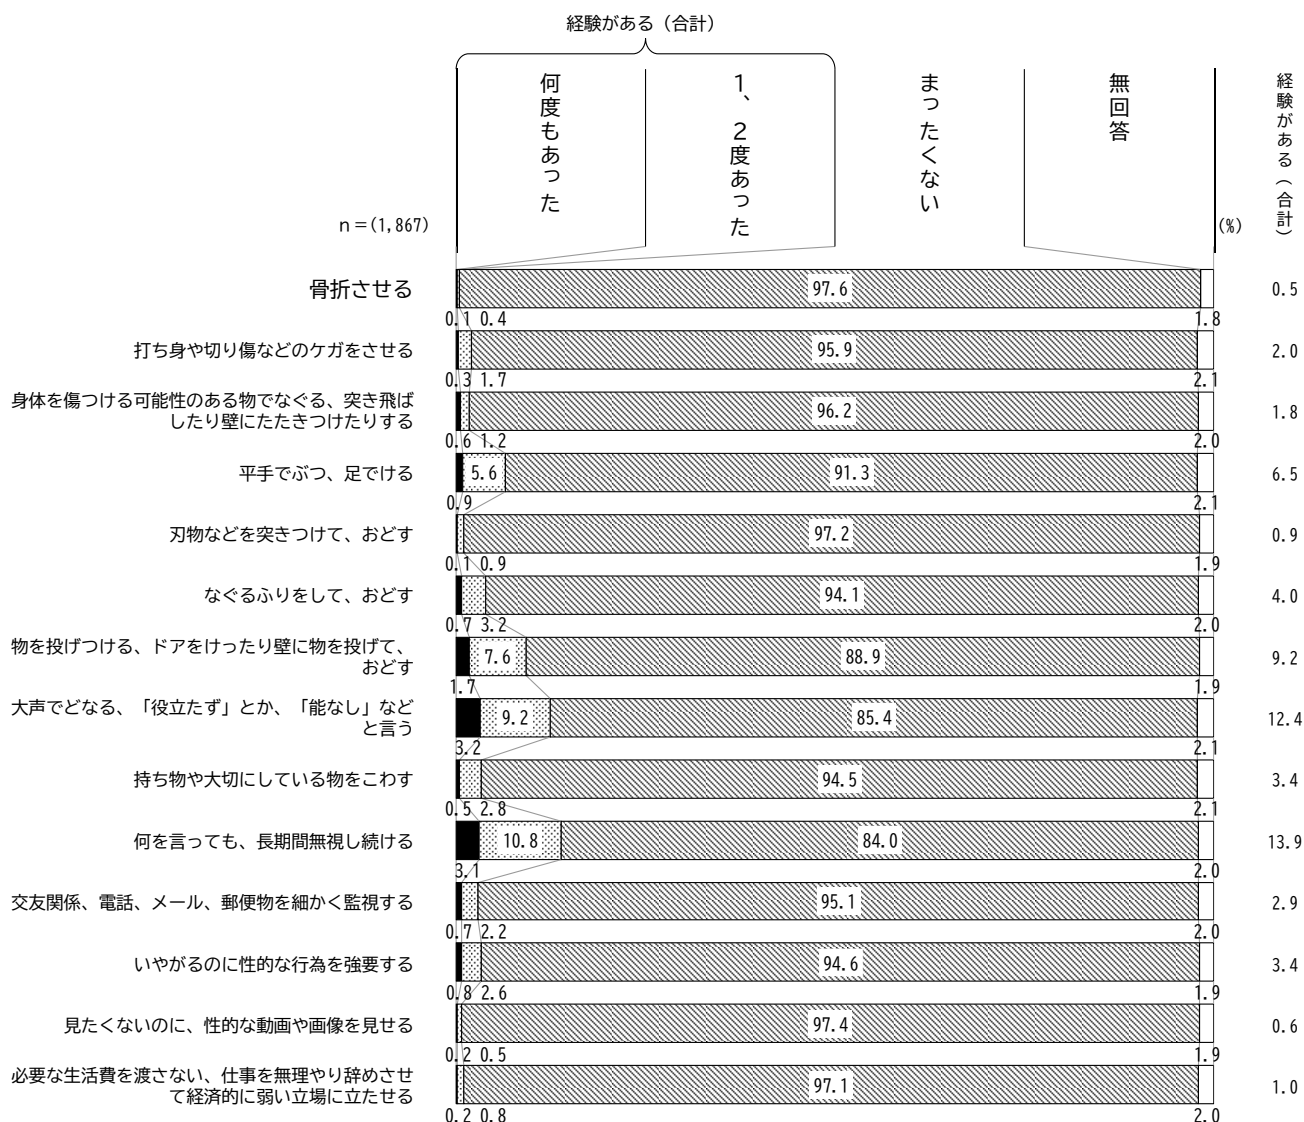 経験がある（合計）
何度もあった
1、2度あった
まったくない
無回答
経験がある（合計）
ｎ＝(1,867)
(%)
骨折させる
97.6
0.5
0.1 0.4
1.8
打ち身や切り傷などのケガをさせる
95.9
2.0
0.3 1.7
2.1
身体を傷つける可能性のある物でなぐる、突き飛ば
したり壁にたたきつけたりする
96.2
1.8
0.6 1.2
2.0
平手でぶつ、足でける
5.6
91.3
6.5
0.9
2.1
刃物などを突きつけて、おどす
97.2
0.9
0.1 0.9
1.9
なぐるふりをして、おどす
94.1
4.0
0.7 3.2
2.0
物を投げつける、ドアをけったり壁に物を投げて、
おどす
7.6
88.9
9.2
1.7
1.9
大声でどなる、「役立たず」とか、「能なし」など
と言う
9.2
85.4
12.4
3.2
2.1
持ち物や大切にしている物をこわす
94.5
3.4
0.5 2.8
2.1
何を言っても、長期間無視し続ける
10.8
84.0
13.9
3.1
2.0
交友関係、電話、メール、郵便物を細かく監視する
95.1
2.9
0.7 2.2
2.0
いやがるのに性的な行為を強要する
94.6
3.4
0.8 2.6
1.9
見たくないのに、性的な動画や画像を見せる
97.4
0.6
0.2 0.5
1.9
必要な生活費を渡さない、仕事を無理やり辞めさせ
て経済的に弱い立場に立たせる
97.1
1.0
0.2 0.8
2.0